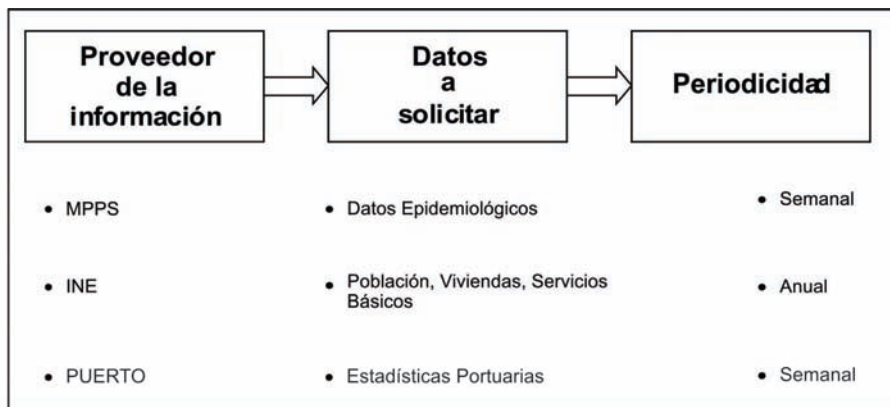 Proveedor
de la
información
Datos
a
solicitar
Periodicidad
• MPPS
• Datos Epidemiológicos
• Semanal
• INE
• Población, Viviendas, Servicios
Básicos
• Anual
• PUERTO
• Estadísticas Portuarias
• Semanal